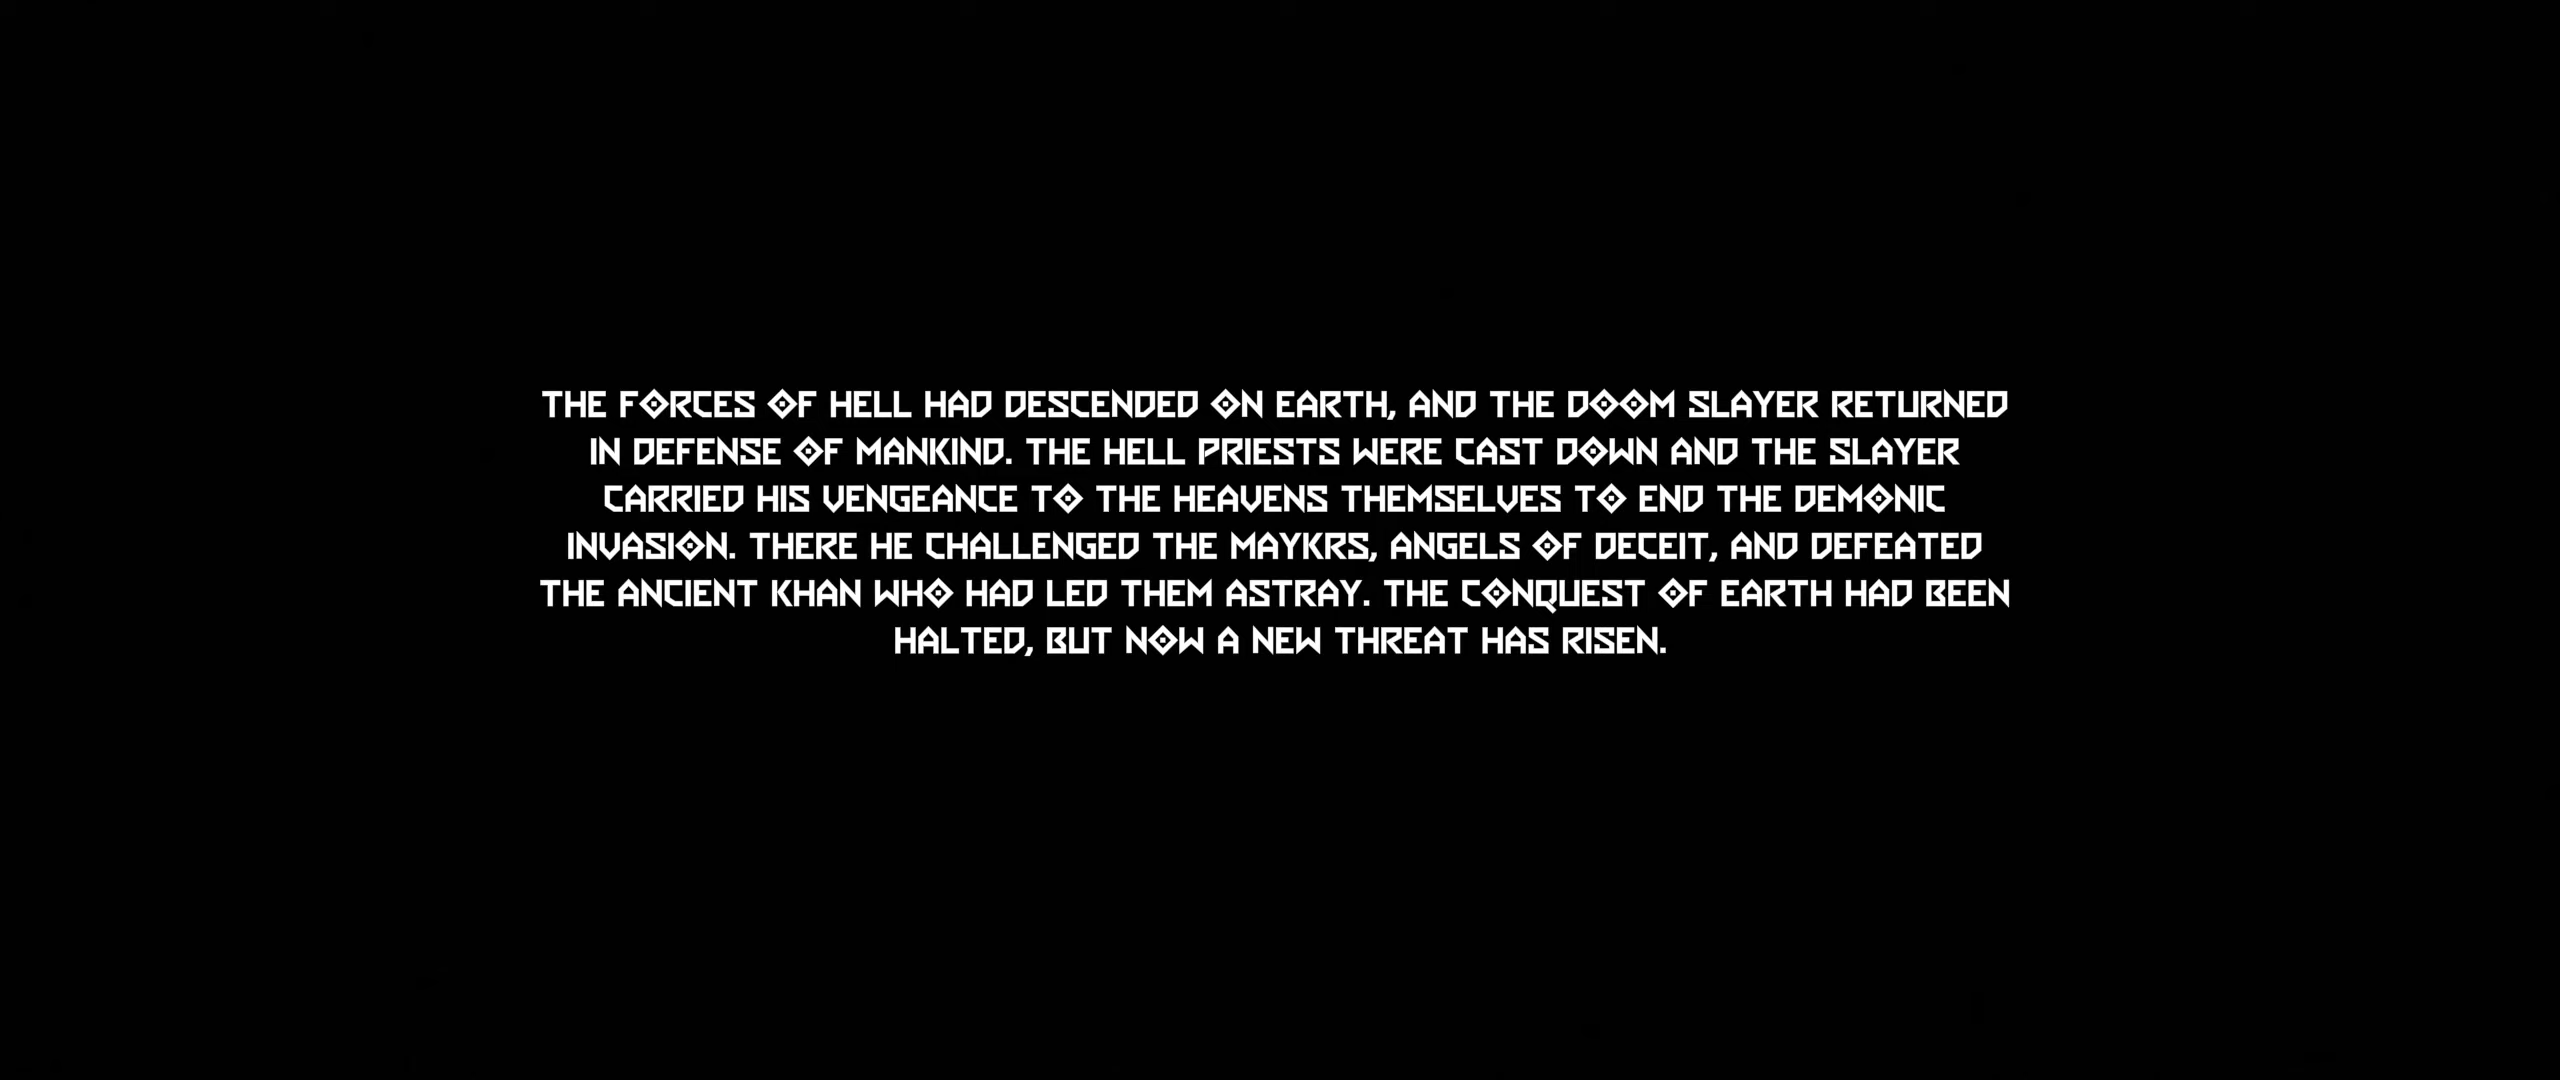 THE FORCES OF HELL HAD DESCENDED ON EARTH, AND THE DOOM SLAYER RETURNED
IN DEFENSE OF MANKIND. THE HELL PRIESTS WERE CAST DOWN AND THE SLAYER
CARRIED HIS VENGEANCE TO THE HEAVENS THEMSELVES TO END THE DEMONIC
INVASION. THERE HE CHALLENGED THE MAYKRS, ANGELS OF DECEIT, AND DEFEATED
THE ANCIENT KHAN WHO HAD LED THEM ASTRAY. THE CONQUEST OF EARTH HAD BEEN
HALTED, BUT NOW A NEW THREAT HAS RISEN.